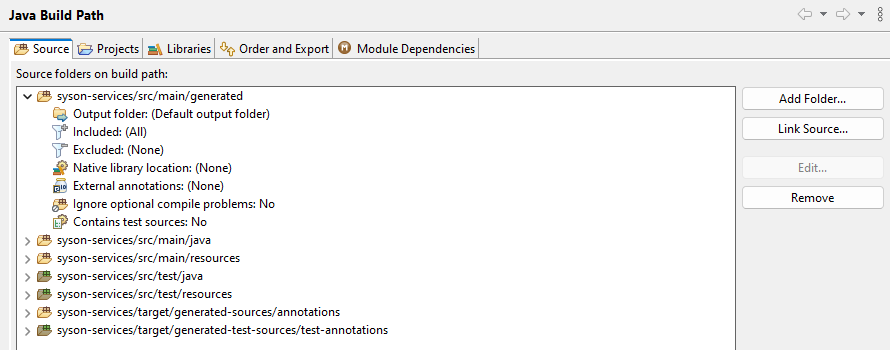 Java Build Path
Source Projects Libraries Order and Export Module Dependencies
Source folders on build path:
syson-services/src/main/generated
Output folder: (Default output folder)
Included: (All)
Excluded: (None)
Native library location: (None)
External annotations: (None)
Ignore optional compile problems: No
Contains test sources: No
syson-services/src/main/java
syson-services/src/main/resources
syson-services/src/test/java
syson-services/src/test/resources
syson-services/target/generated-sources/annotations
syson-services/target/generated-test-sources/test-annotations
Add Folder...
Link Source...
Edit...
Remove